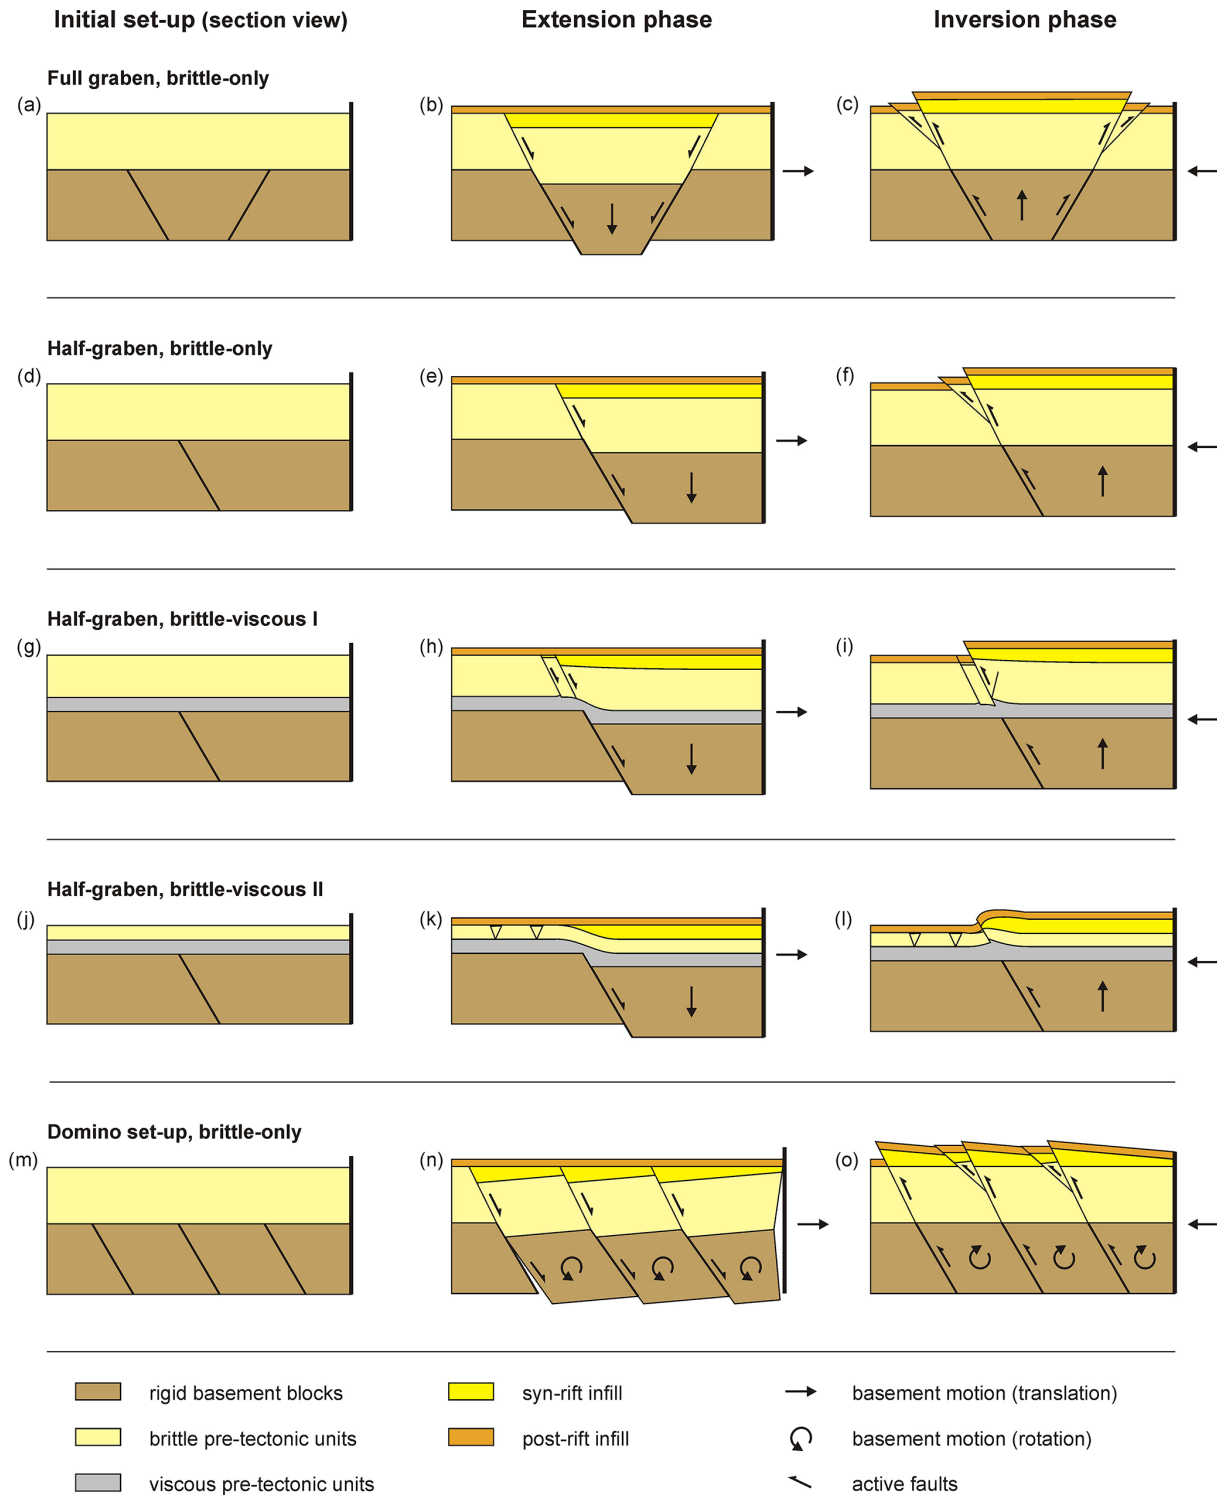 Initial set-up (section view)
Extension phase
Inversion phase
Full graben, brittle-only
(a)
(b)
(c)
Half-graben, brittle-only
(d)
(e)
(f)
Half-graben, brittle-viscous I
(g)
(h)
(i)
Half-graben, brittle-viscous II
(j)
(k)
(l)
Domino set-up, brittle-only
(m)
(n)
(o)
rigid basement blocks
syn-rift infill
basement motion (translation)
brittle pre-tectonic units
post-rift infill
basement motion (rotation)
viscous pre-tectonic units
active faults